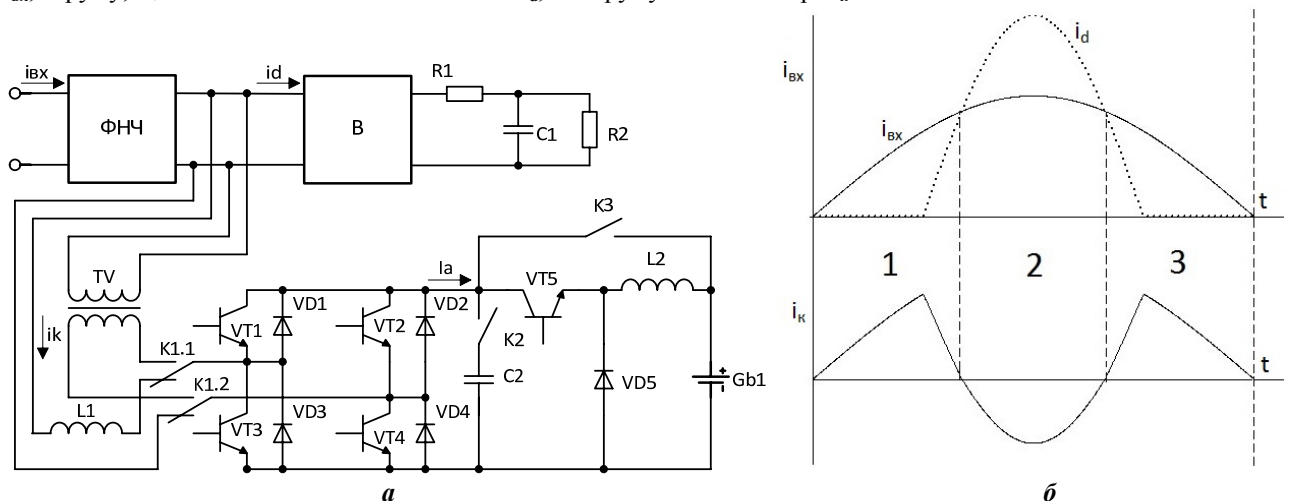 iвх
id
R1
ФНЧ
В
C1
R2
K3
TV
Ia
VT5
L2
VD1
VD2
VT1
VT2
ik
K1.1
K2
K1.2
C2
VD5
Gb1
L1
VD3
VD4
VT3
VT4
а
iвх
id
iвх
t
1
2
3
iк
t
б